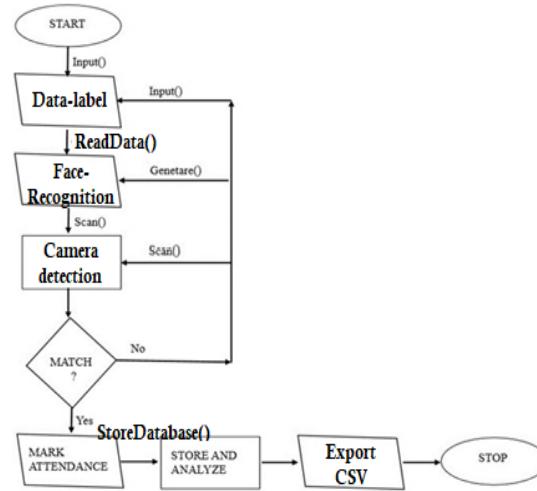 START
Input()
Data-label
Input()
ReadData()
Face-
Recognition
Genetare()
Scan()
Camera
detection
Scan()
MATCH
?
No
Yes
StoreDatabase()
MARK
ATTENDANCE
STORE AND
ANALYZE
Export
CSV
STOP